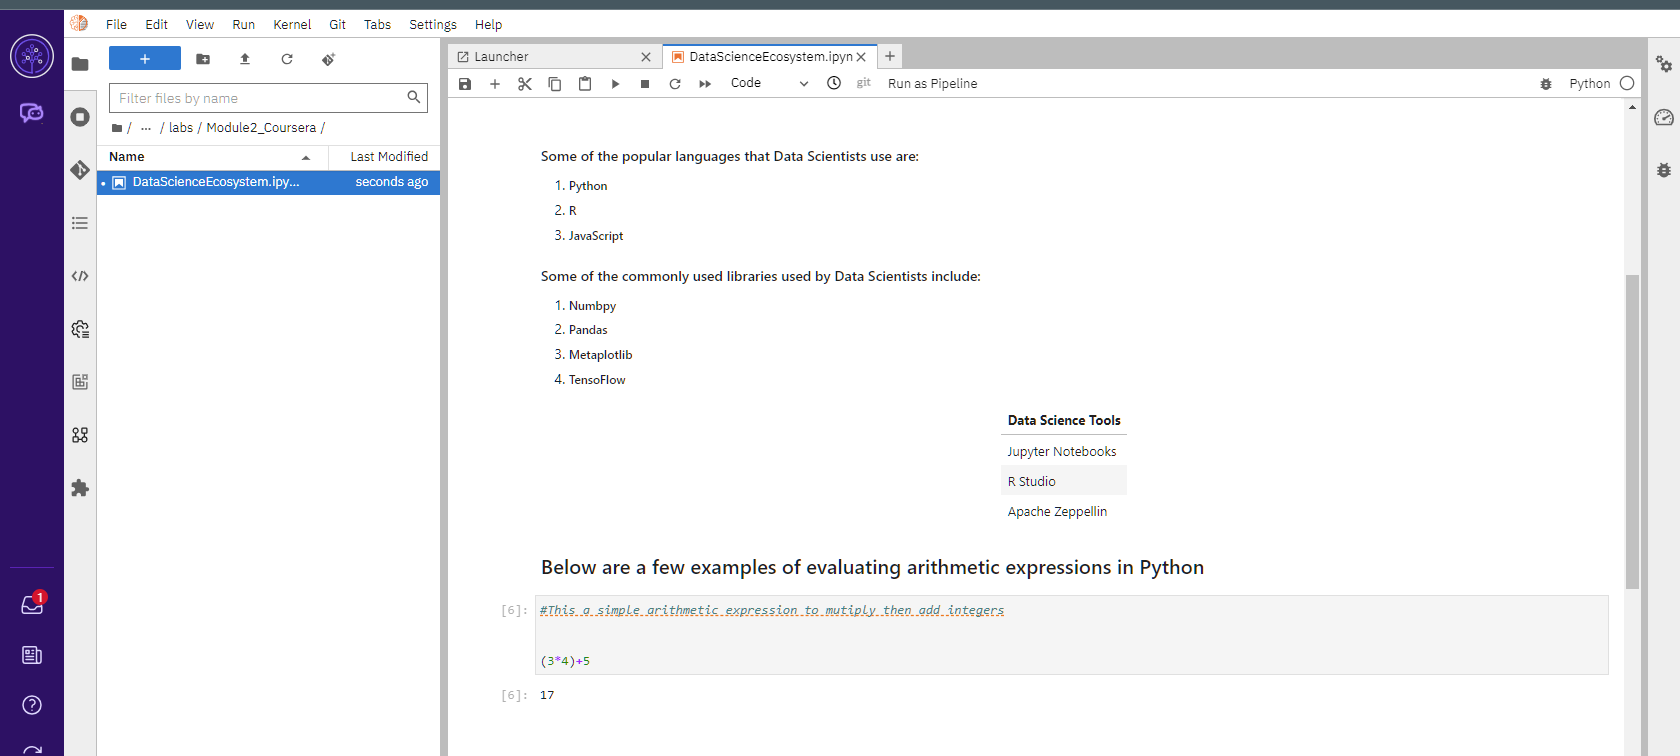 File Edit View Run Kernel Git Tabs Settings Help
+
Launcher
DataScienceEcosystem.ipyn
+
Code
git
Run as Pipeline
Python
Filter files by name
/ ... / labs / Module2_Coursera /
Name Last Modified
DataScienceEcosystem.ipy... seconds ago
Some of the popular languages that Data Scientists use are:
1. Python
2. R
3. JavaScript
Some of the commonly used libraries used by Data Scientists include:
1. Numbpy
2. Pandas
3. Metaplotlib
4. TensoFlow
Data Science Tools
Jupyter Notebooks
R Studio
Apache Zeppellin
Below are a few examples of evaluating arithmetic expressions in Python
[6]: #This a simple arithmetic expression to mutiply then add integers
(3*4)+5
[6]: 17
1